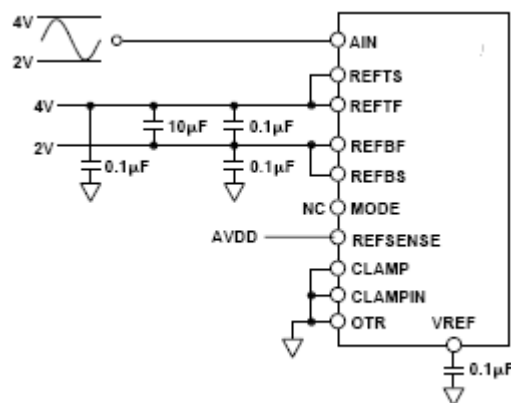 4V
2V
AIN
REFTS
4V
REFTF
10µF
0.1µF
2V
REFBF
0.1µF
0.1µF
REFBS
NC
MODE
AVDD
REFSENSE
CLAMP
CLAMPIN
OTR
VREF
0.1µF